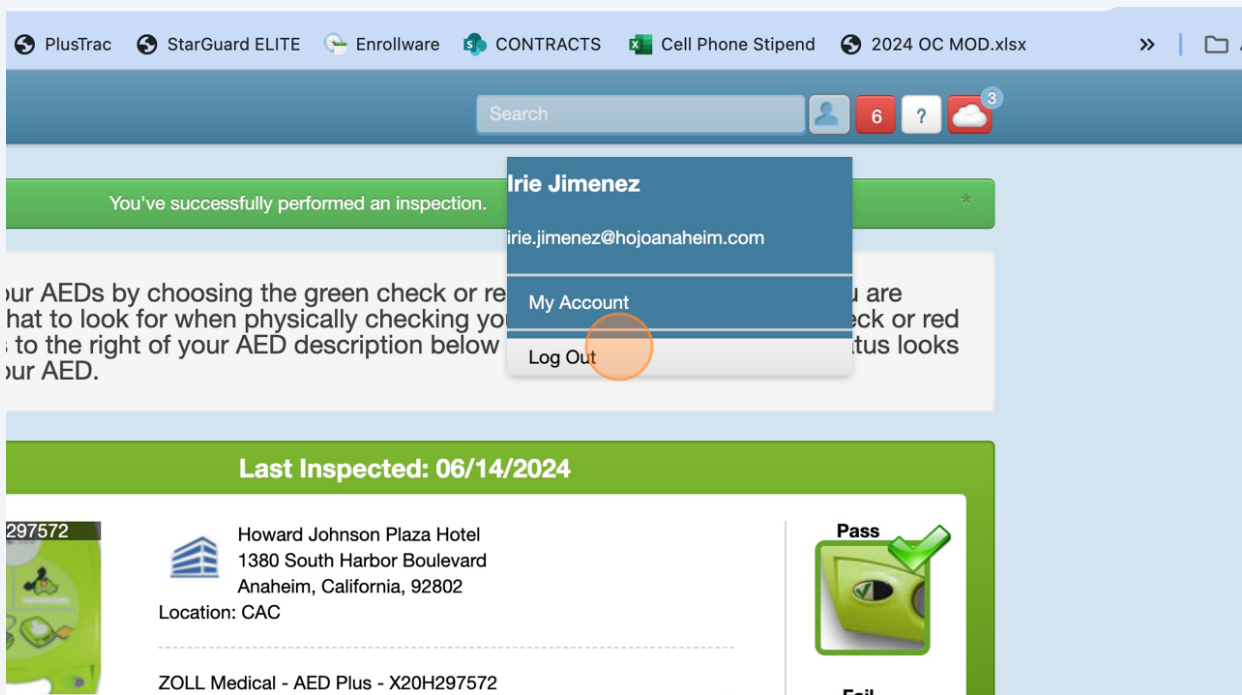 PlusTrac StarGuard ELITE Enrollware CONTRACTS Cell Phone Stipend 2024 OC MOD.xlsx »
Search 6 ? 3
You've successfully performed an inspection. *
Irie Jimenez
irie.jimenez@hojoanaheim.com
My Account
Log Out
our AEDs by choosing the green check or re u are
hat to look for when physically checking yo eck or red
to the right of your AED description below tus looks
our AED.
Last Inspected: 06/14/2024
297572
Howard Johnson Plaza Hotel
1380 South Harbor Boulevard
Anaheim, California, 92802
Location: CAC
Pass
ZOLL Medical - AED Plus - X20H297572
Fail